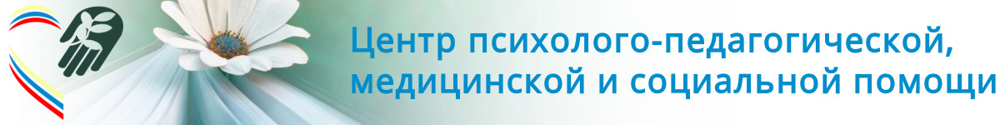 Центр психолого-педагогической,
медицинской и социальной помощи